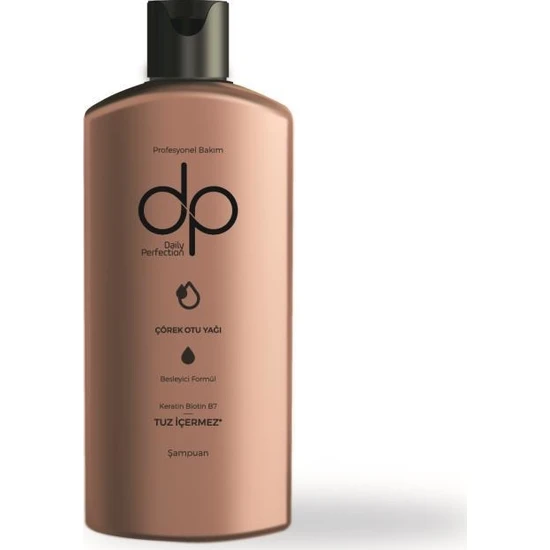 Profesyonel Bakım
dp
Daily
Perfection
ÇÖREK OTU YAĞI
Besleyici Formül
Keratin Biotin B7
TUZ İÇERMEZ*
Şampuan